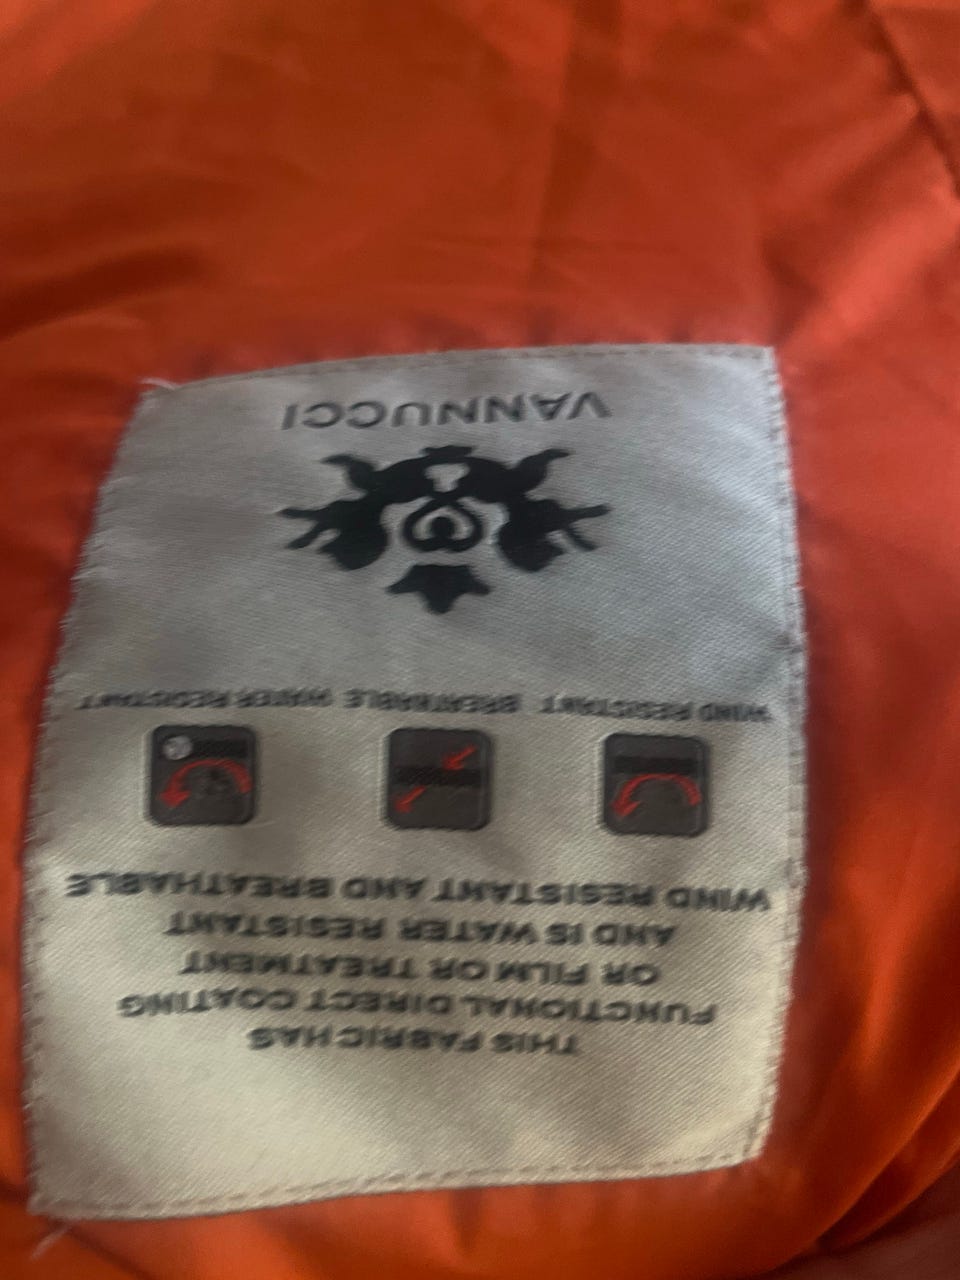 THIS FABRIC HAS
FUNCTIONAL DIRECT COATING
OR FILM OR TREATMENT
AND IS WATER RESISTANT
WIND RESISTANT AND BREATHABLE
WIND RESISTANT BREATHABLE WATER RESISTANT
VANNUCCI